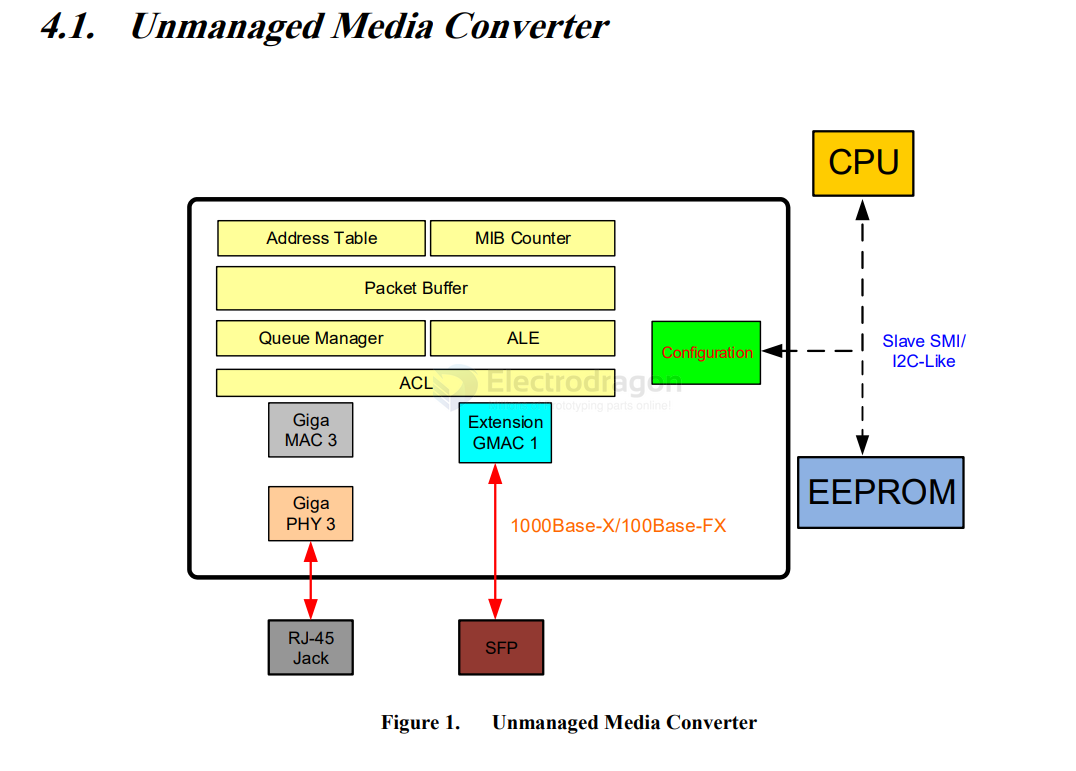 4.1. Unmanaged Media Converter
CPU
Address Table
MIB Counter
Packet Buffer
Queue Manager
ALE
Configuration
Slave SMI/
I2C-Like
ACL
Electrodragon
prototyping parts online!
Giga
MAC 3
Extension
GMAC 1
EEPROM
Giga
PHY 3
1000Base-X/100Base-FX
RJ-45
Jack
SFP
Figure 1. Unmanaged Media Converter